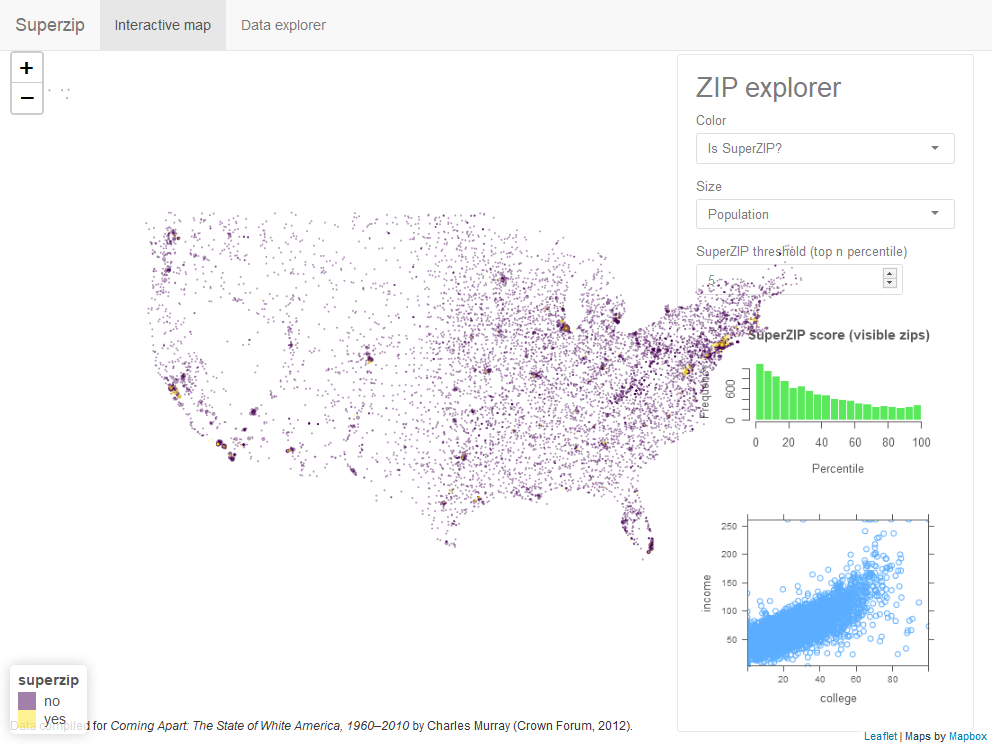 Superzip Interactive map Data explorer
+
−
ZIP explorer
Color
Is SuperZIP?
Size
Population
SuperZIP threshold (top n percentile)
5
SuperZIP score (visible zips)
Frequency
0 600
0 20 40 60 80 100
Percentile
250
200
150
100
50
income
20 40 60 80
college
superzip
no
yes
Data compiled for Coming Apart: The State of White America, 1960–2010 by Charles Murray (Crown Forum, 2012).
Leaflet | Maps by Mapbox